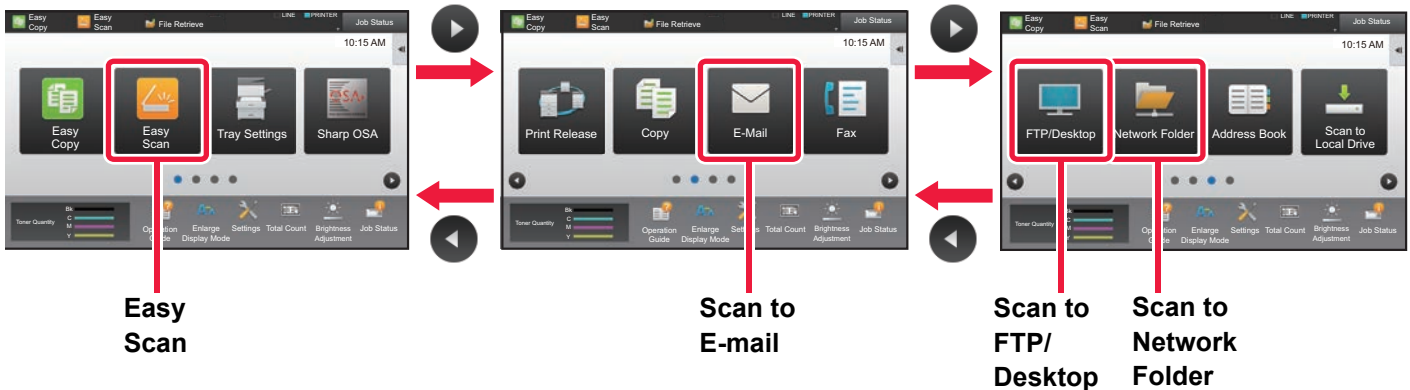 Easy Copy
Easy Scan
File Retrieve
LINE
PRINTER
Job Status
10:15 AM
Easy Copy
Easy Scan
Tray Settings
Sharp OSA
Toner Quantity
Bk
C
M
Y
Operation Guide
Enlarge Display Mode
Settings
Total Count
Brightness Adjustment
Job Status
Easy Scan
Easy Copy
Easy Scan
File Retrieve
LINE
PRINTER
Job Status
10:15 AM
Print Release
Copy
E-Mail
Fax
Toner Quantity
Bk
C
M
Y
Operation Guide
Enlarge Display Mode
Settings
Total Count
Brightness Adjustment
Job Status
Scan to
E-mail
Easy Copy
Easy Scan
File Retrieve
LINE
PRINTER
Job Status
10:15 AM
FTP/Desktop
Network Folder
Address Book
Scan to
Local Drive
Toner Quantity
Bk
C
M
Y
Operation Guide
Enlarge Display Mode
Settings
Total Count
Brightness Adjustment
Job Status
Scan to
FTP/
Desktop
Scan to
Network
Folder